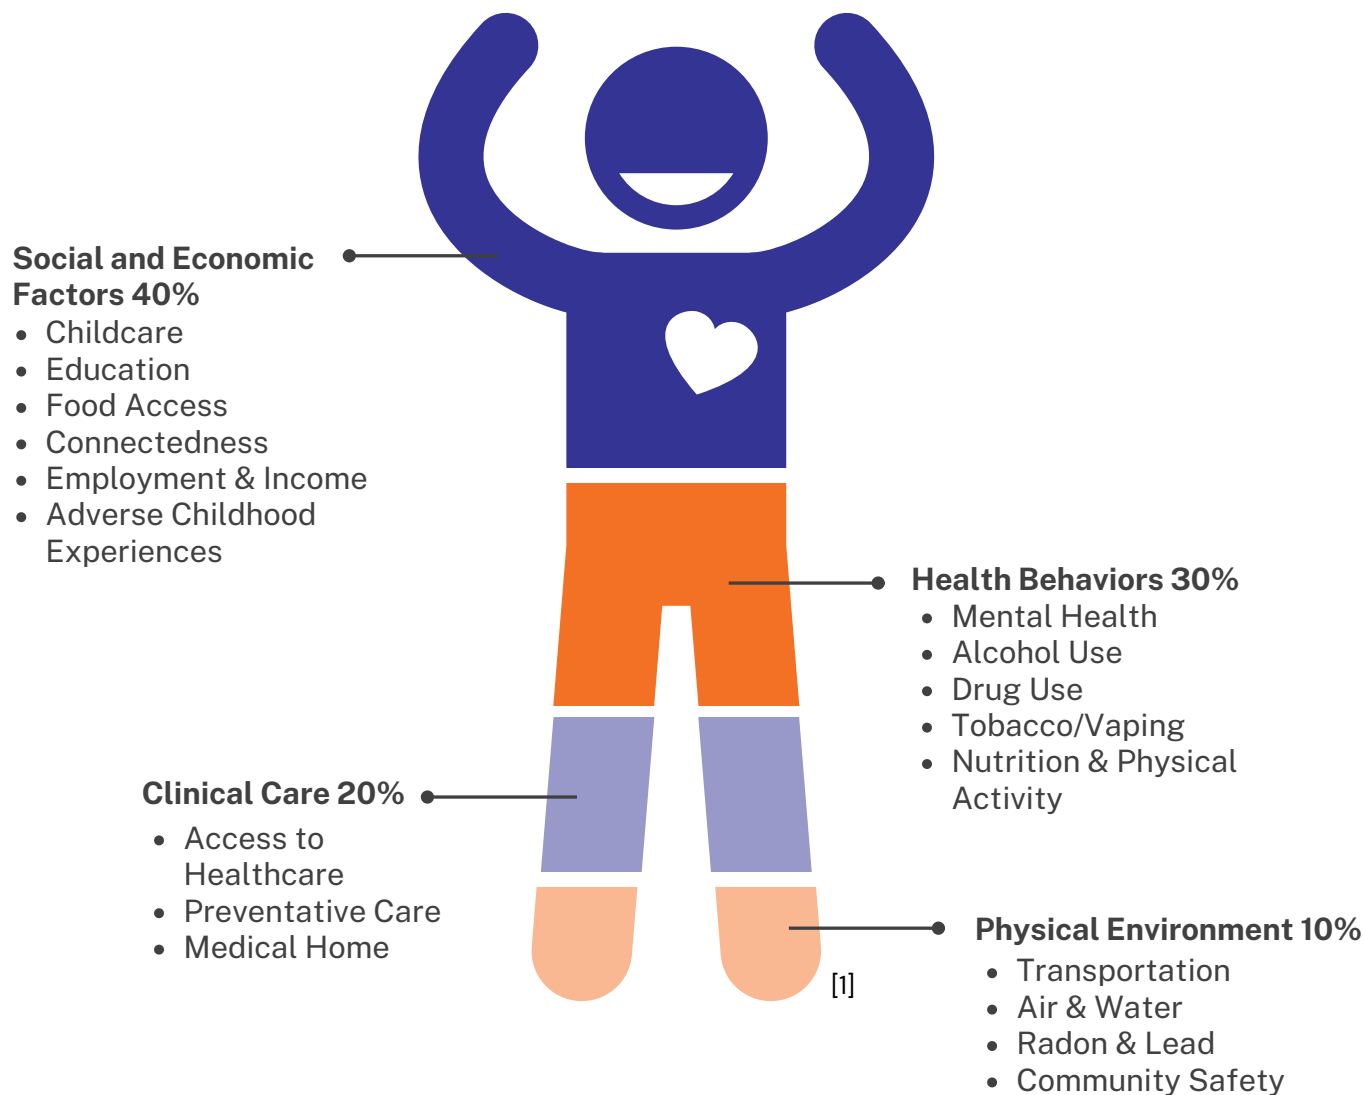 Social and Economic
Factors 40%
• Childcare
• Education
• Food Access
• Connectedness
• Employment & Income
• Adverse Childhood
Experiences
Health Behaviors 30%
• Mental Health
• Alcohol Use
• Drug Use
• Tobacco/Vaping
• Nutrition & Physical
Activity
Clinical Care 20%
• Access to
Healthcare
• Preventative Care
• Medical Home
Physical Environment 10%
• Transportation
• Air & Water
• Radon & Lead
• Community Safety
[1]